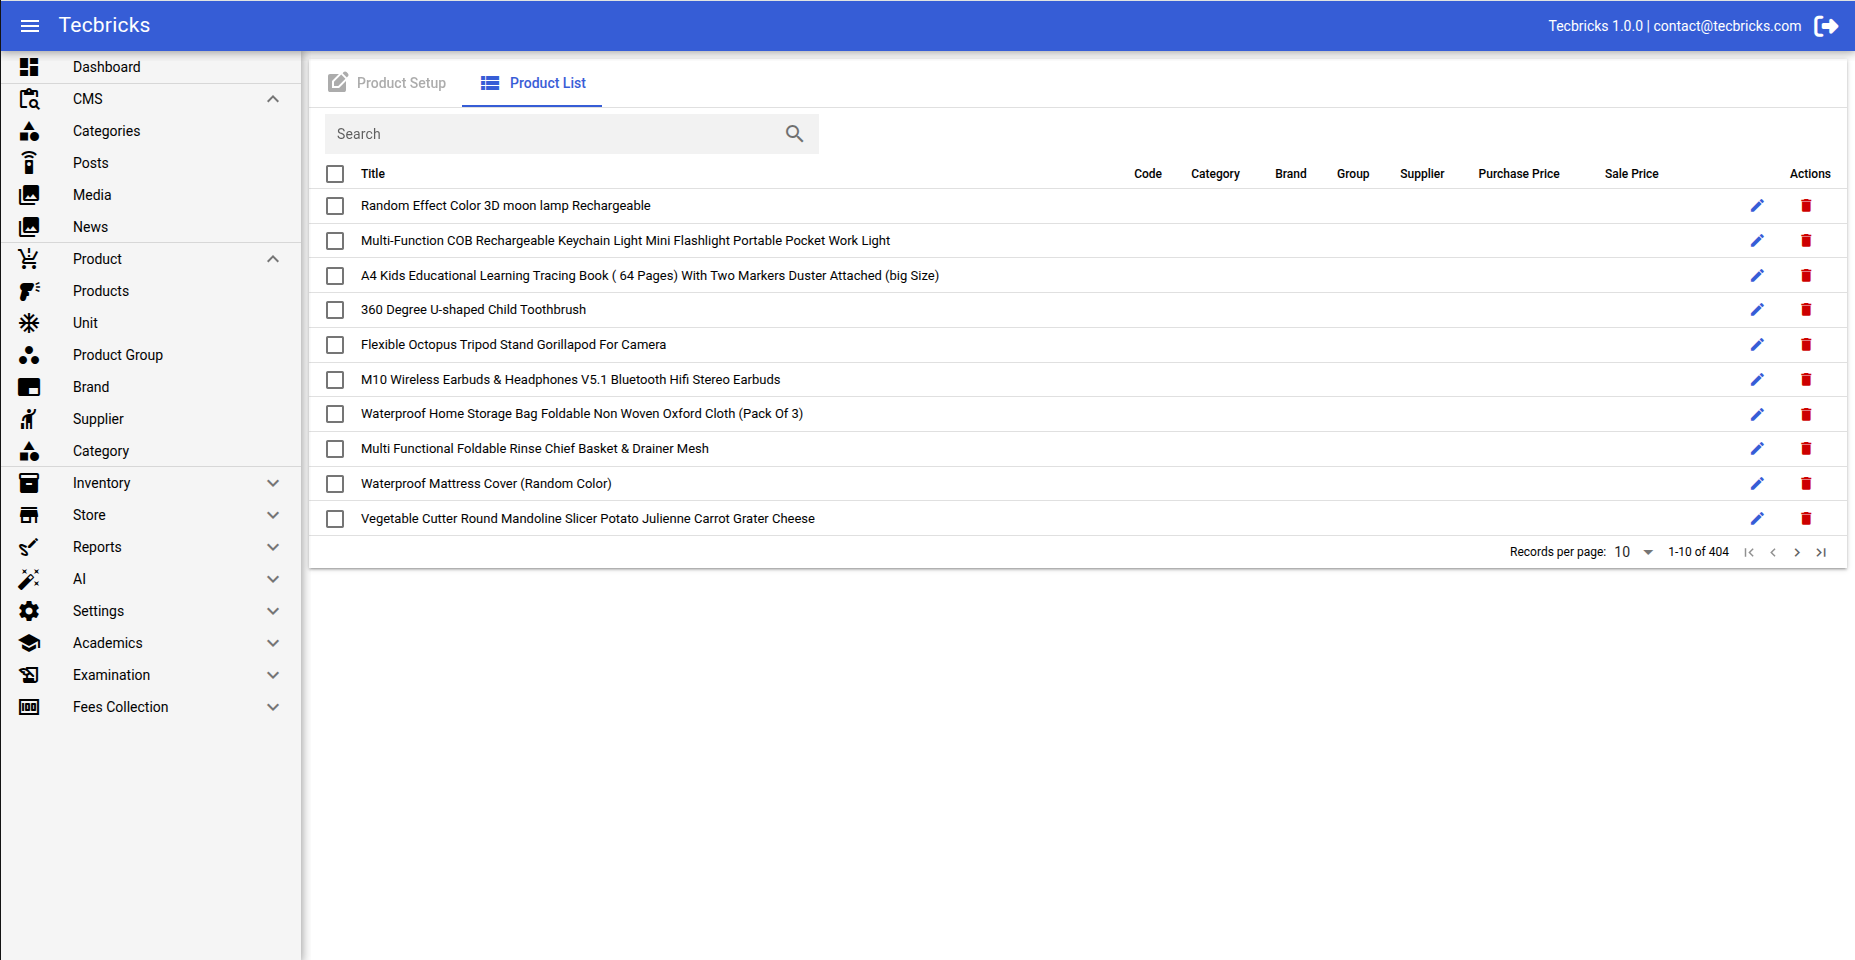 Tecbricks
Tecbricks 1.0.0 | contact@tecbricks.com
Dashboard
CMS
Categories
Posts
Media
News
Product
Products
Unit
Product Group
Brand
Supplier
Category
Inventory
Store
Reports
AI
Settings
Academics
Examination
Fees Collection
Product Setup
Product List
Search
Title Code Category Brand Group Supplier Purchase Price Sale Price Actions
Random Effect Color 3D moon lamp Rechargeable
Multi-Function COB Rechargeable Keychain Light Mini Flashlight Portable Pocket Work Light
A4 Kids Educational Learning Tracing Book ( 64 Pages) With Two Markers Duster Attached (big Size)
360 Degree U-shaped Child Toothbrush
Flexible Octopus Tripod Stand Gorillapod For Camera
M10 Wireless Earbuds & Headphones V5.1 Bluetooth Hifi Stereo Earbuds
Waterproof Home Storage Bag Foldable Non Woven Oxford Cloth (Pack Of 3)
Multi Functional Foldable Rinse Chief Basket & Drainer Mesh
Waterproof Mattress Cover (Random Color)
Vegetable Cutter Round Mandoline Slicer Potato Julienne Carrot Grater Cheese
Records per page: 10 1-10 of 404